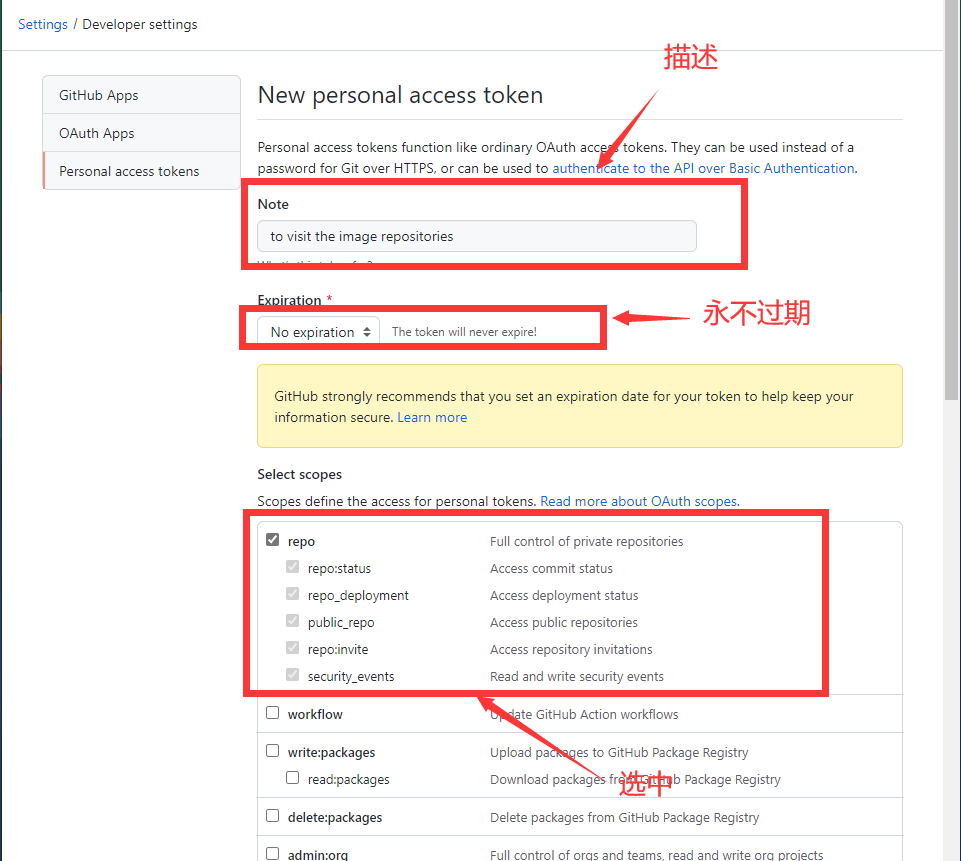 Settings / Developer settings
描述
GitHub Apps
OAuth Apps
Personal access tokens
New personal access token
Personal access tokens function like ordinary OAuth access tokens. They can be used instead of a
password for Git over HTTPS, or can be used to authenticate to the API over Basic Authentication.
Note
to visit the image repositories
What's this token for?
Expiration *
No expiration The token will never expire!
永不过期
GitHub strongly recommends that you set an expiration date for your token to help keep your
information secure. Learn more
Select scopes
Scopes define the access for personal tokens. Read more about OAuth scopes.
repo Full control of private repositories
repo:status Access commit status
repo_deployment Access deployment status
public_repo Access public repositories
repo:invite Access repository invitations
security_events Read and write security events
workflow Update GitHub Action workflows
write:packages Upload packages to GitHub Package Registry
read:packages Download packages from GitHub Package Registry
选中
delete:packages Delete packages from GitHub Package Registry
admin:org Full control of orgs and teams, read and write org projects